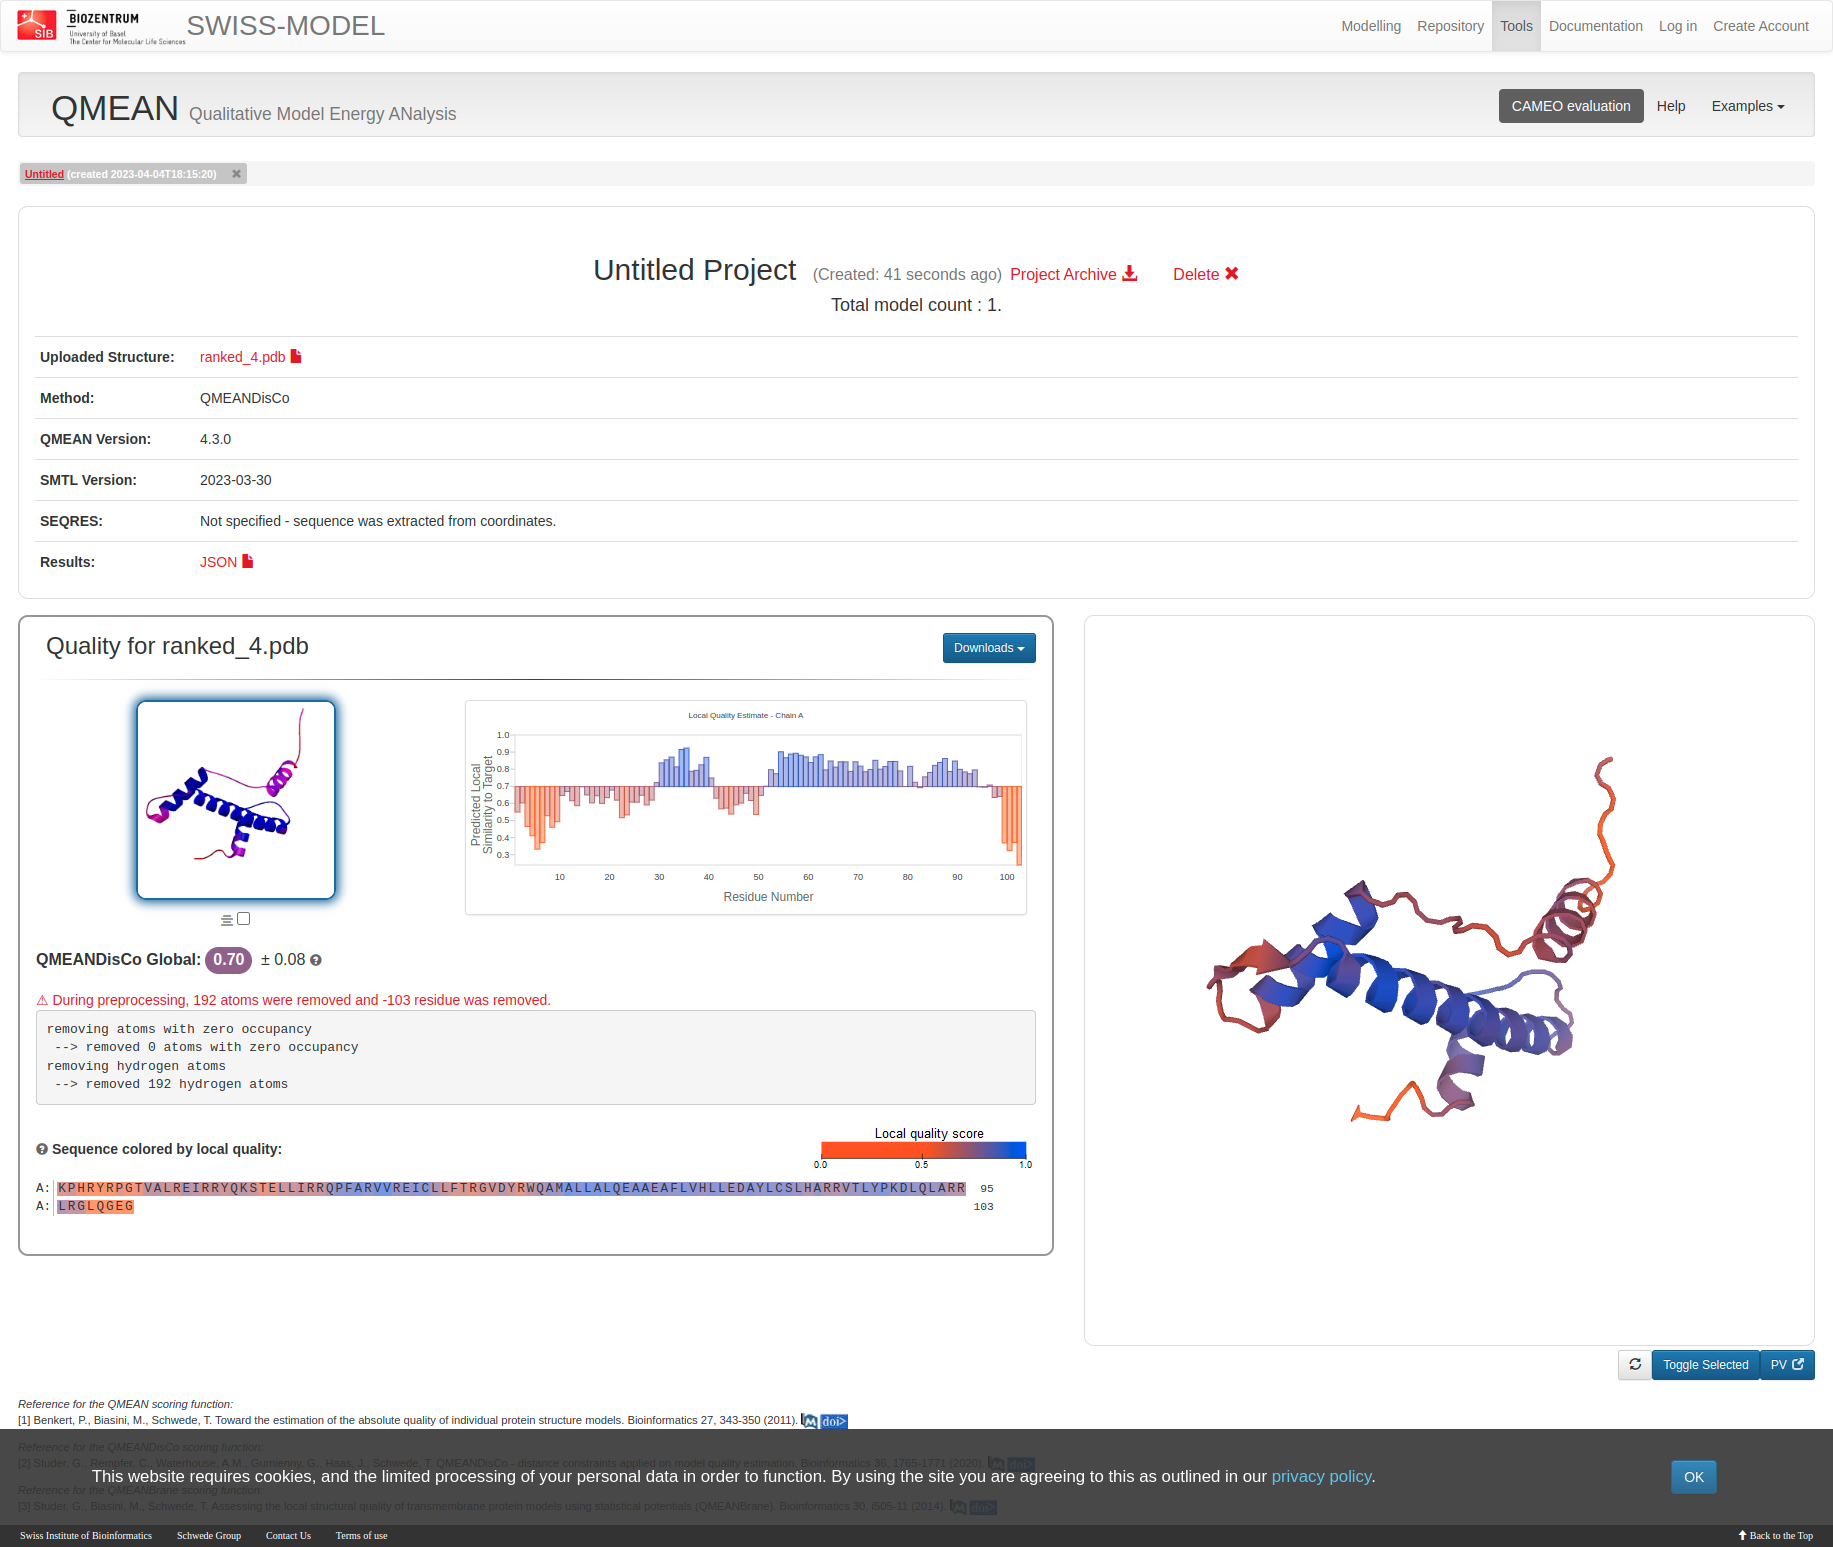 SIB BIOZENTRUM University of Basel The Center for Molecular Life Sciences SWISS-MODEL Modelling Repository Tools Documentation Log in Create Account
QMEAN Qualitative Model Energy ANalysis CAMEO evaluation Help Examples
Untitled (created 2023-04-04T18:15:20) ✖
Untitled Project (Created: 41 seconds ago) Project Archive Delete ✖
Total model count : 1.
Uploaded Structure: ranked_4.pdb
Method: QMEANDisCo
QMEAN Version: 4.3.0
SMTL Version: 2023-03-30
SEQRES: Not specified - sequence was extracted from coordinates.
Results: JSON
Quality for ranked_4.pdb Downloads
Local Quality Estimate - Chain A
Predicted Local
Similarity to Target
1.0
0.9
0.8
0.7
0.6
0.5
0.4
0.3
10 20 30 40 50 60 70 80 90 100
Residue Number
QMEANDisCo Global: 0.70 ± 0.08 ?
⚠ During preprocessing, 192 atoms were removed and -103 residue was removed.
removing atoms with zero occupancy
--> removed 0 atoms with zero occupancy
removing hydrogen atoms
--> removed 192 hydrogen atoms
? Sequence colored by local quality:
Local quality score
0.0 0.5 1.0
A: KPHRYRPGTVALREIRRYQKSTELLIRRQPFARVVREICLLFTRGVDYRWQAMALLALQEAAEAFLVHLLEDAYLCSLHARRVTLYPKDLQLARR 95
A: LRGLQGEG 103
Toggle Selected PV
Reference for the QMEAN scoring function:
[1] Benkert, P., Biasini, M., Schwede, T. Toward the estimation of the absolute quality of individual protein structure models. Bioinformatics 27, 343-350 (2011). M doi>
Reference for the QMEANDisCo scoring function:
[2] Studer, G., Rempfer, C., Waterhouse, A.M., Gumienny, G., Haas, J., Schwede, T. QMEANDisCo - distance constraints applied on model quality estimation. Bioinformatics 36, 1765-1771 (2020). M doi>
This website requires cookies, and the limited processing of your personal data in order to function. By using the site you are agreeing to this as outlined in our privacy policy. OK
Reference for the QMEANBrane scoring function:
[3] Studer, G., Biasini, M., Schwede, T. Assessing the local structural quality of transmembrane protein models using statistical potentials (QMEANBrane). Bioinformatics 30, i505-11 (2014). M doi>
Swiss Institute of Bioinformatics Schwede Group Contact Us Terms of use Back to the Top